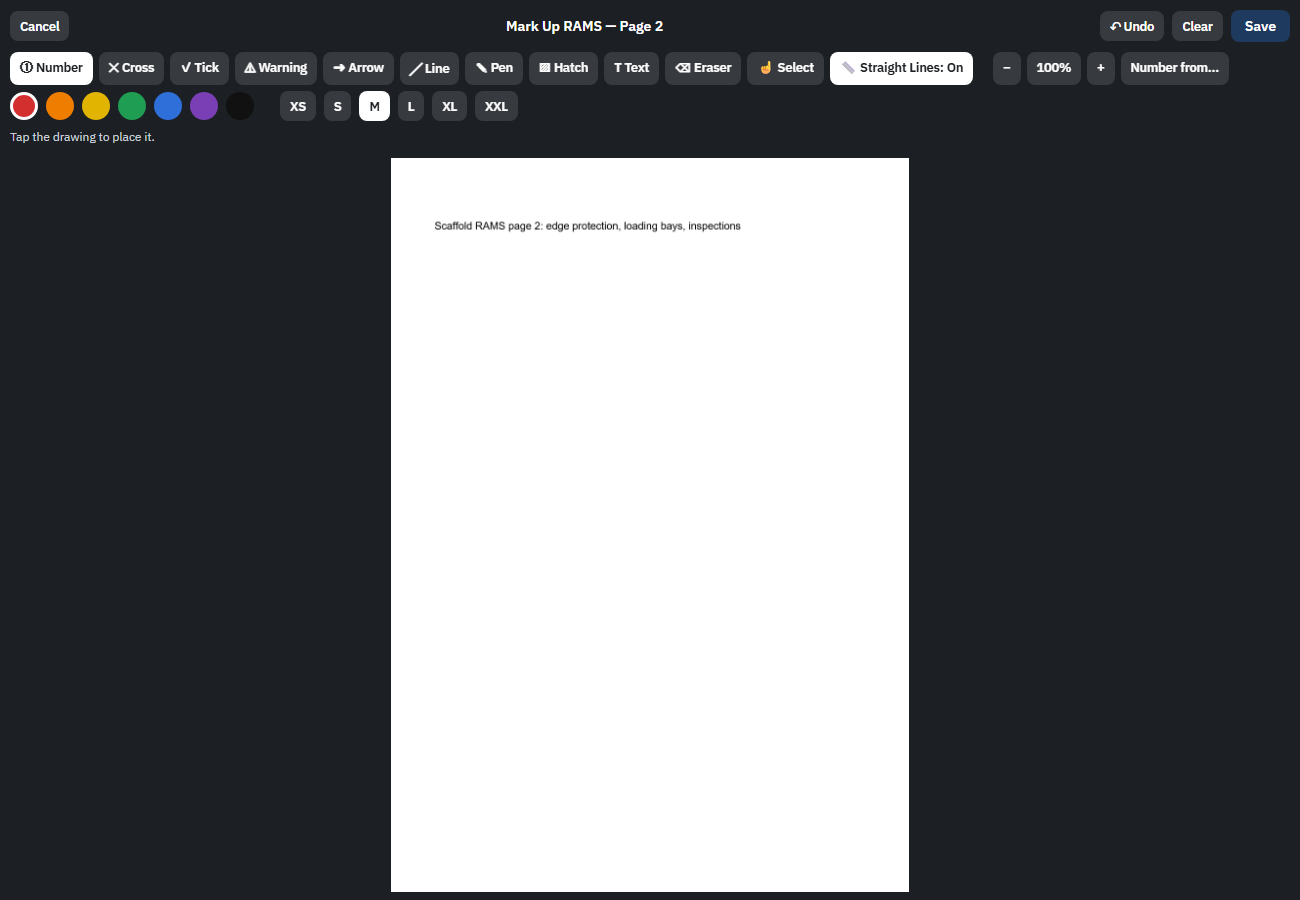 Cancel
Mark Up RAMS — Page 2
↶ Undo
Clear
Save
① Number
✕ Cross
✓ Tick
⚠ Warning
➔ Arrow
╱ Line
✎ Pen
▨ Hatch
T Text
⌫ Eraser
☝ Select
📏 Straight Lines: On
−
100%
+
Number from...
XS
S
M
L
XL
XXL
Tap the drawing to place it.
Scaffold RAMS page 2: edge protection, loading bays, inspections